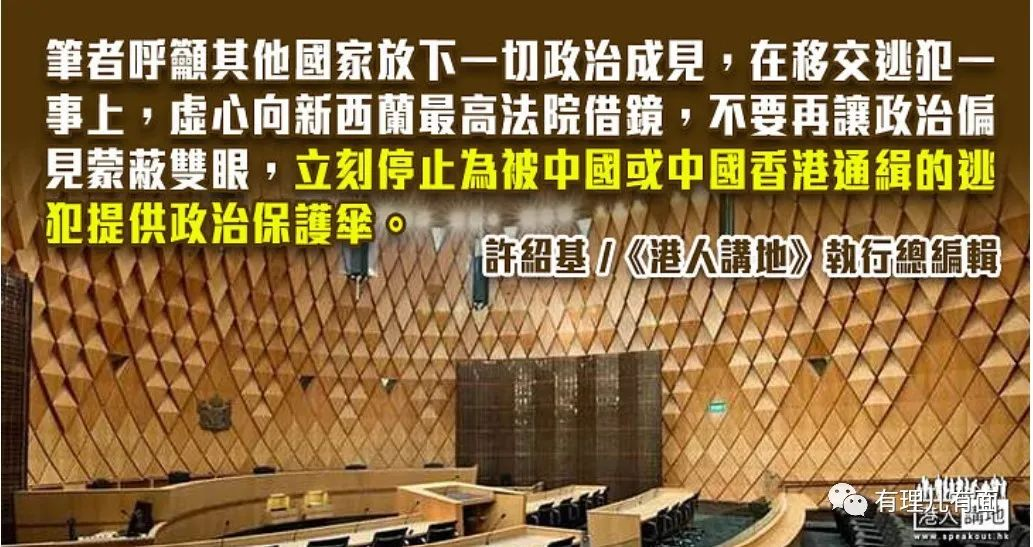 筆者呼籲其他國家放下一切政治成見，在移交逃犯一
事上，虛心向新西蘭最高法院借鏡，不要再讓政治偏
見蒙蔽雙眼，立刻停止為被中國或中國香港通緝的逃
犯提供政治保護傘。
許紹基/《港人講地》執行總編輯
有理儿有面
港人講地
www.speakout.hk